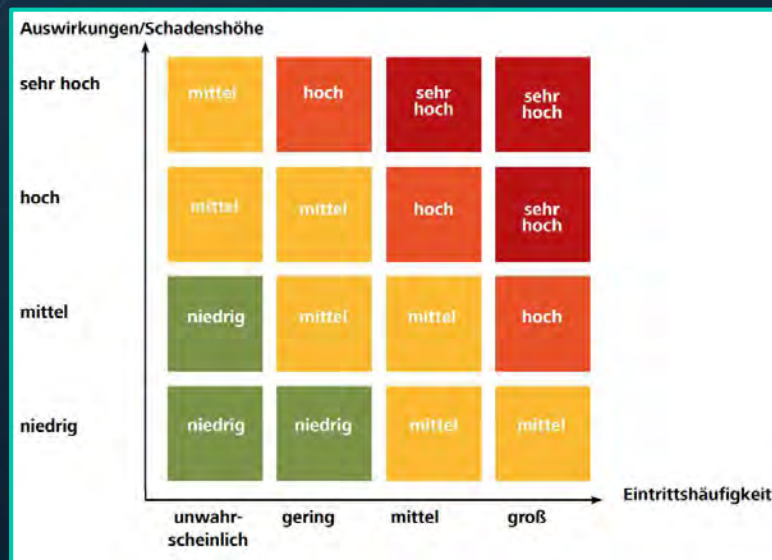 Auswirkungen/Schadenshöhe
sehr hoch
mittel
hoch
sehr
hoch
sehr
hoch
hoch
mittel
mittel
hoch
sehr
hoch
mittel
niedrig
mittel
mittel
hoch
niedrig
niedrig
niedrig
mittel
mittel
Eintrittshäufigkeit
unwahr-
scheinlich
gering
mittel
groß